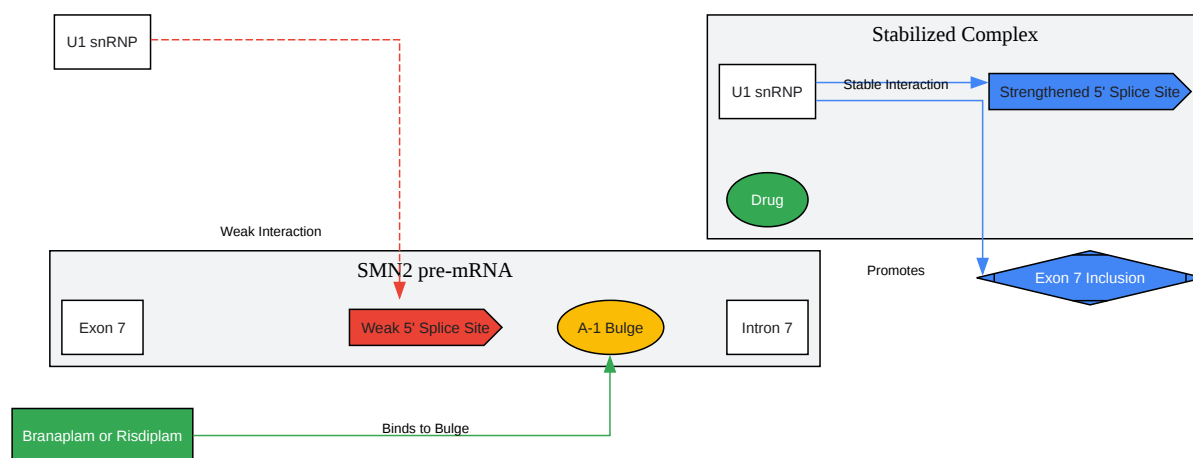 U1 snRNP
Weak Interaction
SMN2 pre-mRNA
Exon 7
Weak 5' Splice Site
A-1 Bulge
Intron 7
Branaplam or Risdiplam
Binds to Bulge
Stabilized Complex
U1 snRNP
Stable Interaction
Strengthened 5' Splice Site
Drug
Promotes
Exon 7 Inclusion